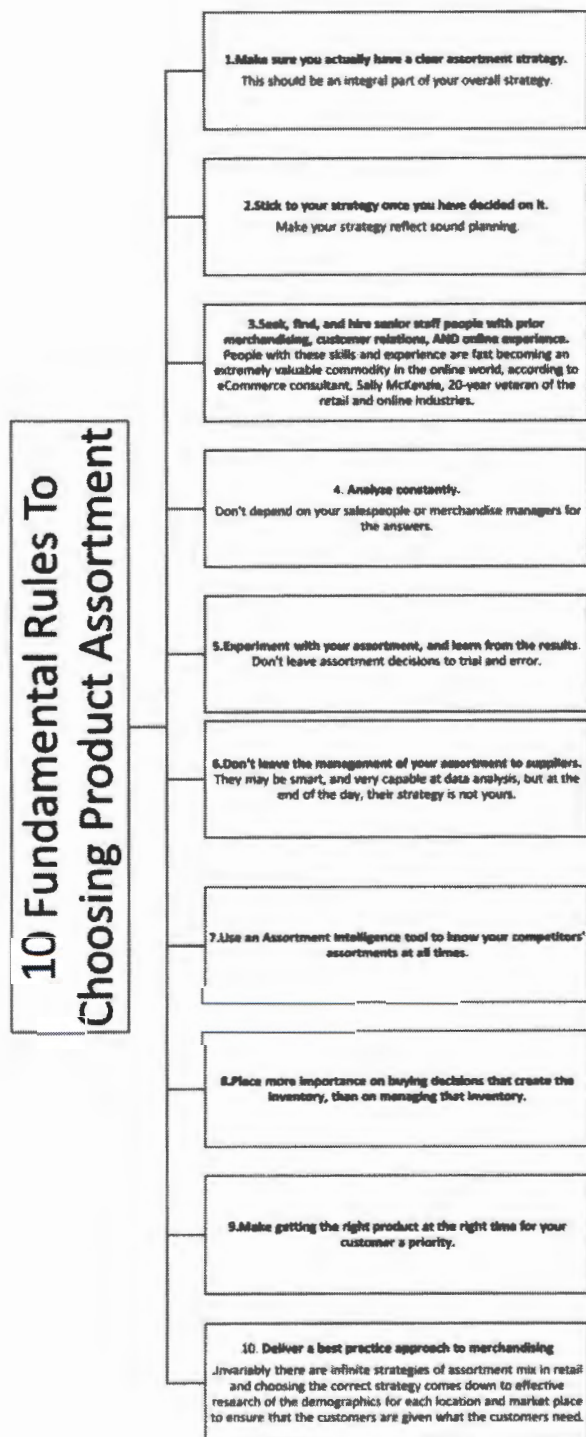 10 Fundamental Rules To
Choosing Product Assortment
1.Make sure you actually have a clear assortment strategy.
This should be an integral part of your overall strategy.
2.Stick to your strategy once you have decided on it.
Make your strategy reflect sound planning.
3.Seek, find, and hire senior staff people with prior
merchandising, customer relations, AND online experience.
People with these skills and experience are fast becoming an
extremely valuable commodity in the online world, according to
eCommerce consultant, Sally McKenzie, 20-year veteran of the
retail and online industries.
4. Analyze constantly.
Don't depend on your salespeople or merchandise managers for
the answers.
5.Experiment with your assortment, and learn from the results.
Don't leave assortment decisions to trial and error.
6.Don't leave the management of your assortment to suppliers.
They may be smart, and very capable at data analysis, but at the
end of the day, their strategy is not yours.
7.Use an Assortment Intelligence tool to know your competitors'
assortments at all times.
8.Place more importance on buying decisions that create the
inventory, than on managing that inventory.
9.Make getting the right product at the right time for your
customer a priority.
10. Deliver a best practice approach to merchandising
.Invariably there are infinite strategies of assortment mix in retail
and choosing the correct strategy comes down to effective
research of the demographics for each location and market place
to ensure that the customers are given what the customers need.